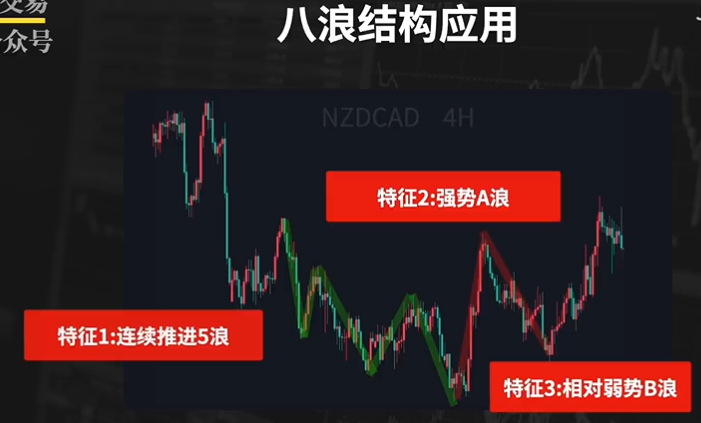 交易
八浪结构应用
众号
NZDCAD 4H
特征2:强势A浪
特征1:连续推进5浪
特征3:相对弱势B浪